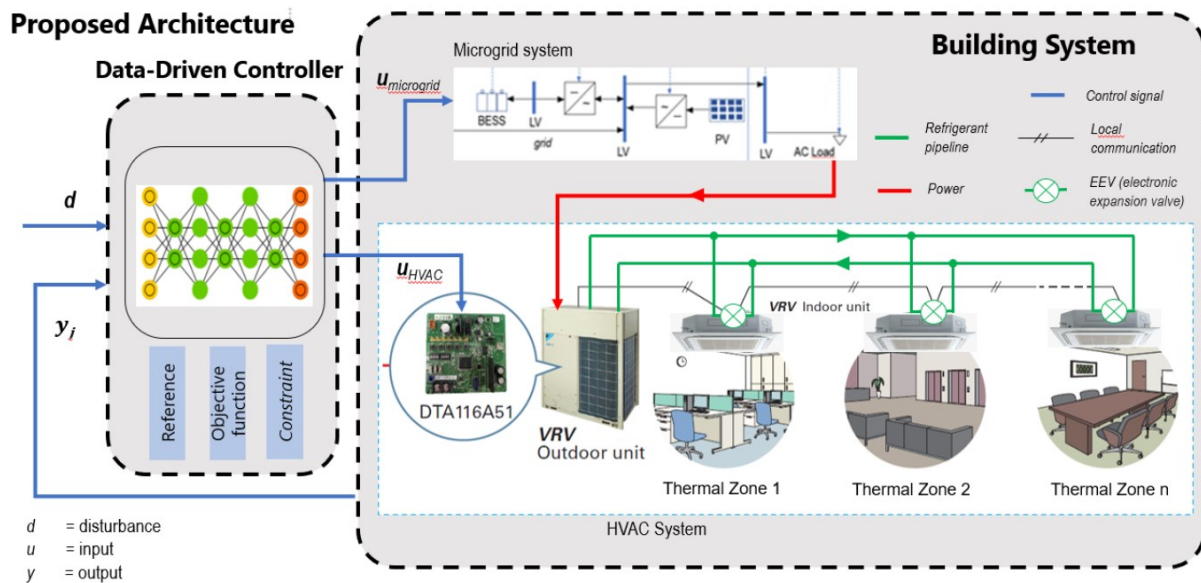 Proposed Architecture
Data-Driven Controller
d
y_j
Reference
Objective
function
Constraint
d = disturbance
u = input
y = output
u_microgrid
u_HVAC
Building System
Microgrid system
BESS
LV
grid
LV
PV
LV
AC Load
Control signal
Refrigerant
pipeline
Local
communication
Power
EEV (electronic
expansion valve)
DTA116A51
VRV
Outdoor unit
VRV Indoor unit
Thermal Zone 1
Thermal Zone 2
Thermal Zone n
HVAC System